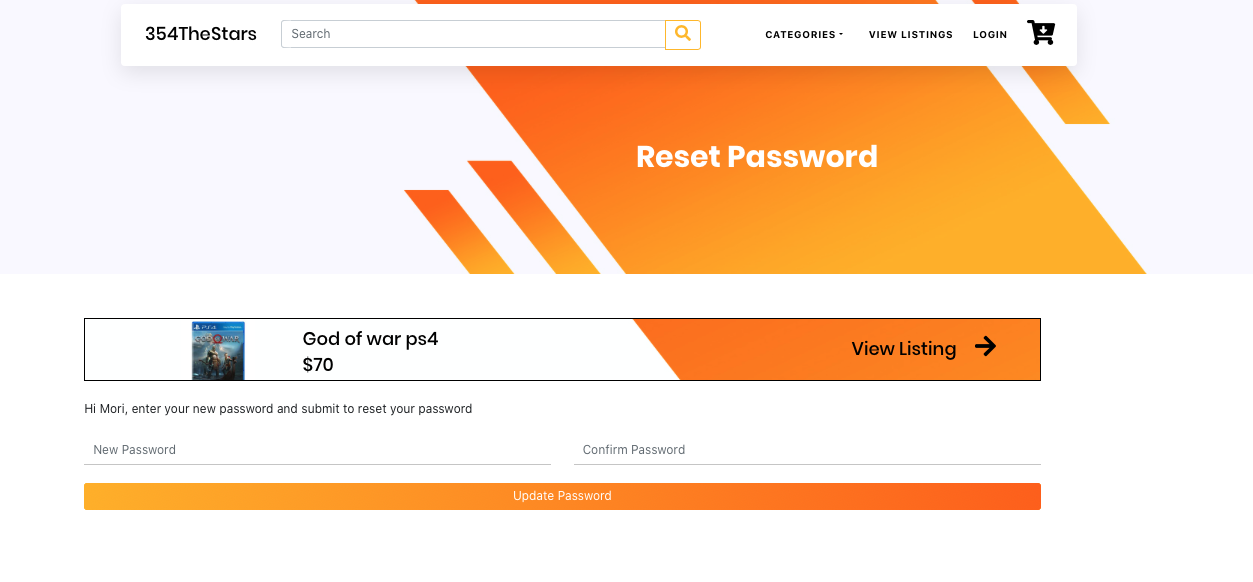 354TheStars
Search
CATEGORIES
VIEW LISTINGS
LOGIN
Reset Password
PS4
GOD OF WAR
God of war ps4
$70
View Listing
Hi Mori, enter your new password and submit to reset your password
New Password
Confirm Password
Update Password